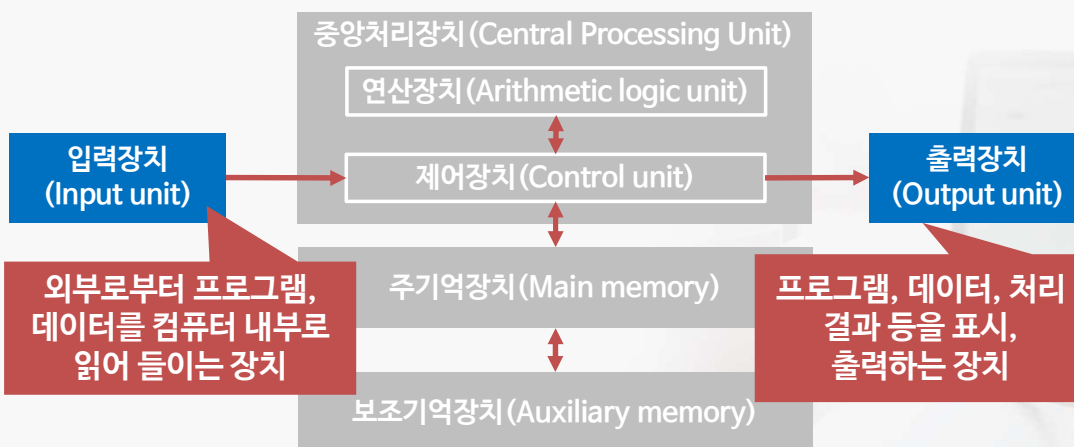 중앙처리장치(Central Processing Unit)
연산장치(Arithmetic logic unit)
입력장치
(Input unit)
제어장치(Control unit)
출력장치
(Output unit)
외부로부터 프로그램,
데이터를 컴퓨터 내부로
읽어 들이는 장치
주기억장치(Main memory)
프로그램, 데이터, 처리
결과 등을 표시,
출력하는 장치
보조기억장치(Auxiliary memory)